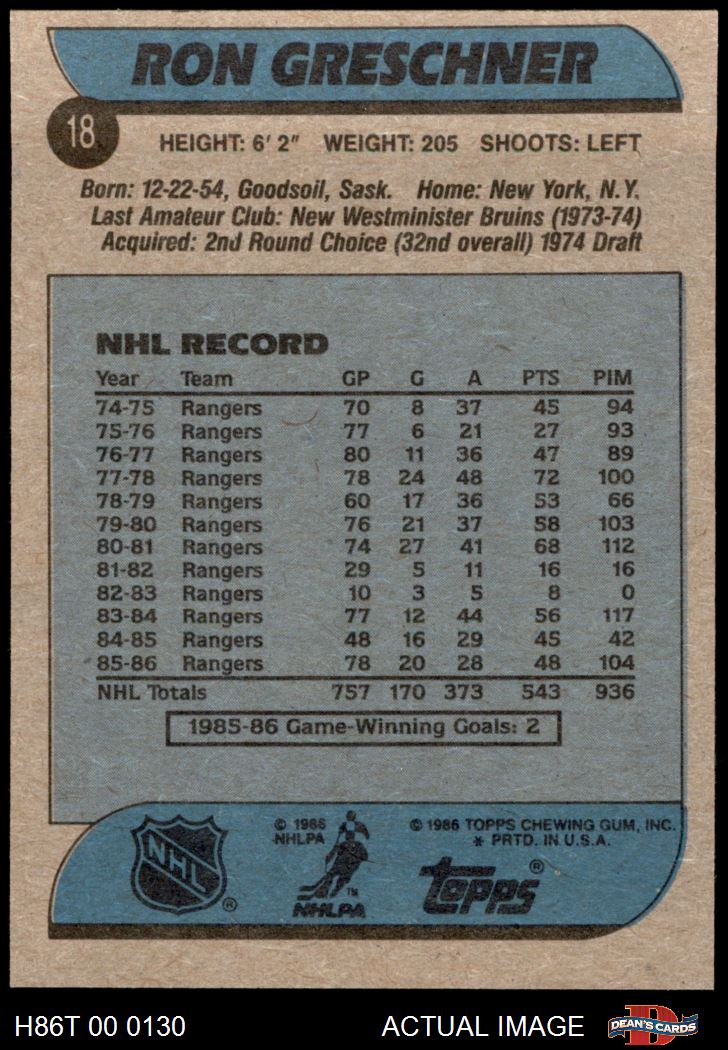 RON GRESCHNER
18
HEIGHT: 6' 2" WEIGHT: 205 SHOOTS: LEFT
Born: 12-22-54, Goodsoil, Sask. Home: New York, N.Y.
Last Amateur Club: New Westminister Bruins (1973-74)
Acquired: 2nd Round Choice (32nd overall) 1974 Draft
NHL RECORD
Year Team GP G A PTS PIM
74-75 Rangers 70 8 37 45 94
75-76 Rangers 77 6 21 27 93
76-77 Rangers 80 11 36 47 89
77-78 Rangers 78 24 48 72 100
78-79 Rangers 60 17 36 53 66
79-80 Rangers 76 21 37 58 103
80-81 Rangers 74 27 41 68 112
81-82 Rangers 29 5 11 16 16
82-83 Rangers 10 3 5 8 0
83-84 Rangers 77 12 44 56 117
84-85 Rangers 48 16 29 45 42
85-86 Rangers 78 20 28 48 104
NHL Totals 757 170 373 543 936
1985-86 Game-Winning Goals: 2
© 1986 © 1986 TOPPS CHEWING GUM, INC.
NHLPA * PRTD. IN U.S.A.
NHL ® NHLPA ™ topps ®
H86T 00 0130 ACTUAL IMAGE D DEAN'S CARDS